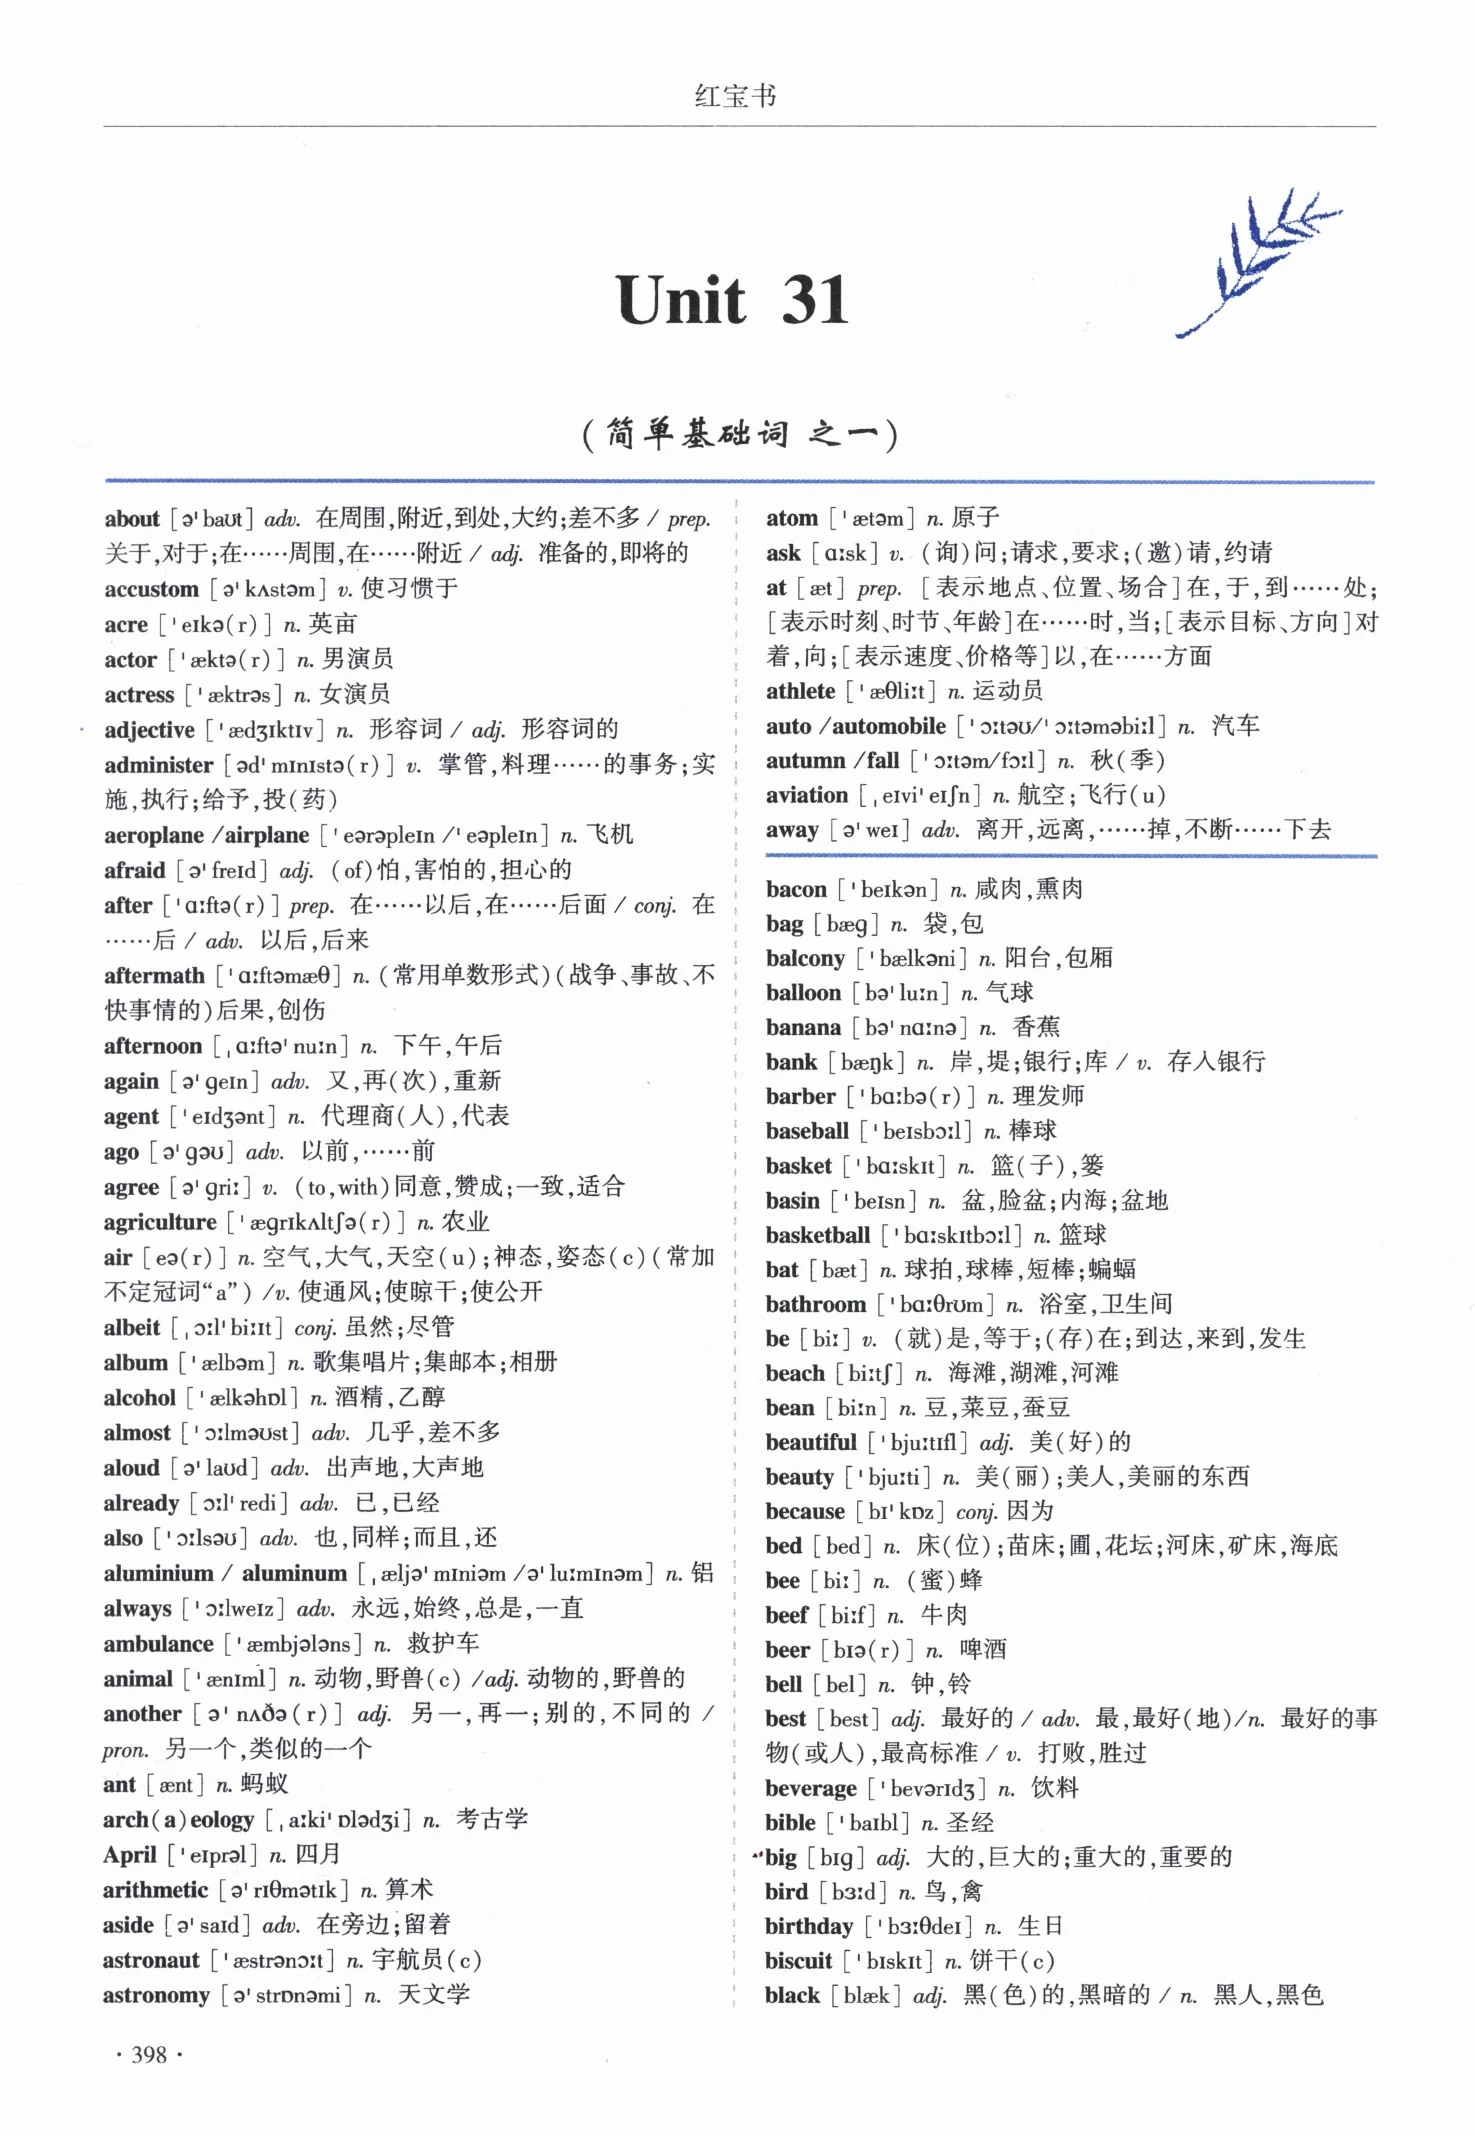 红宝书
Unit 31
(简单基础词 之一)
about [ə'baʊt] adv. 在周围,附近,到处,大约;差不多 / prep.
关于,对于;在……周围,在……附近 / adj. 准备的,即将的
accustom [ə'kʌstəm] v. 使习惯于
acre ['eɪkə(r)] n. 英亩
actor ['æktə(r)] n. 男演员
actress ['æktrəs] n. 女演员
adjective ['ædʒɪktɪv] n. 形容词 / adj. 形容词的
administer [əd'mɪnɪstə(r)] v. 掌管,料理……的事务;实
施,执行;给予,投(药)
aeroplane /airplane ['eərəpleɪn /'eəpleɪn] n. 飞机
afraid [ə'freɪd] adj. (of)怕,害怕的,担心的
after ['ɑːftə(r)] prep. 在……以后,在……后面 / conj. 在
……后 / adv. 以后,后来
aftermath ['ɑːftəmæθ] n. (常用单数形式)(战争、事故、不
快事情的)后果,创伤
afternoon [ˌɑːftə'nuːn] n. 下午,午后
again [ə'geɪn] adv. 又,再(次),重新
agent ['eɪdʒənt] n. 代理商(人),代表
ago [ə'gəʊ] adv. 以前,……前
agree [ə'griː] v. (to,with)同意,赞成;一致,适合
agriculture ['ægrɪkʌltʃə(r)] n. 农业
air [eə(r)] n. 空气,大气,天空(u);神态,姿态(c)(常加
不定冠词“a”) /v. 使通风;使晾干;使公开
albeit [ˌɔːl'biːɪt] conj. 虽然;尽管
album ['ælbəm] n. 歌集唱片;集邮本;相册
alcohol ['ælkəhɒl] n. 酒精,乙醇
almost ['ɔːlməʊst] adv. 几乎,差不多
aloud [ə'laʊd] adv. 出声地,大声地
already [ɔːl'redi] adv. 已,已经
also ['ɔːlsəʊ] adv. 也,同样;而且,还
aluminium / aluminum [ˌæljə'mɪniəm /ə'luːmɪnəm] n. 铝
always ['ɔːlweɪz] adv. 永远,始终,总是,一直
ambulance ['æmbjələns] n. 救护车
animal ['ænɪml] n. 动物,野兽(c) /adj. 动物的,野兽的
another [ə'nʌðə(r)] adj. 另一,再一;别的,不同的 /
pron. 另一个,类似的一个
ant [ænt] n. 蚂蚁
arch(a)eology [ˌaːki'ɒlədʒi] n. 考古学
April ['eɪprəl] n. 四月
arithmetic [ə'rɪθmətɪk] n. 算术
aside [ə'saɪd] adv. 在旁边;留着
astronaut ['æstrənɔːt] n. 宇航员(c)
astronomy [ə'strɒnəmi] n. 天文学
atom ['ætəm] n. 原子
ask [ɑːsk] v. (询)问;请求,要求;(邀)请,约请
at [æt] prep. [表示地点、位置、场合]在,于,到……处;
[表示时刻、时节、年龄]在……时,当;[表示目标、方向]对
着,向;[表示速度、价格等]以,在……方面
athlete ['æθliːt] n. 运动员
auto /automobile ['ɔːtəʊ/'ɔːtəməbiːl] n. 汽车
autumn /fall ['ɔːtəm/fɔːl] n. 秋(季)
aviation [ˌeɪvi'eɪʃn] n. 航空;飞行(u)
away [ə'weɪ] adv. 离开,远离,……掉,不断……下去
bacon ['beɪkən] n. 咸肉,熏肉
bag [bæg] n. 袋,包
balcony ['bælkəni] n. 阳台,包厢
balloon [bə'luːn] n. 气球
banana [bə'nɑːnə] n. 香蕉
bank [bæŋk] n. 岸,堤;银行;库 / v. 存入银行
barber ['bɑːbə(r)] n. 理发师
baseball ['beɪsbɔːl] n. 棒球
basket ['bɑːskɪt] n. 篮(子),篓
basin ['beɪsn] n. 盆,脸盆;内海;盆地
basketball ['bɑːskɪtbɔːl] n. 篮球
bat [bæt] n. 球拍,球棒,短棒;蝙蝠
bathroom ['bɑːθrʊm] n. 浴室,卫生间
be [biː] v. (就)是,等于;(存)在;到达,来到,发生
beach [biːtʃ] n. 海滩,湖滩,河滩
bean [biːn] n. 豆,菜豆,蚕豆
beautiful ['bjuːtɪfl] adj. 美(好)的
beauty ['bjuːti] n. 美(丽);美人,美丽的东西
because [bɪ'kɒz] conj. 因为
bed [bed] n. 床(位);苗床;圃,花坛;河床,矿床,海底
bee [biː] n. (蜜)蜂
beef [biːf] n. 牛肉
beer [bɪə(r)] n. 啤酒
bell [bel] n. 钟,铃
best [best] adj. 最好的 / adv. 最,最好(地)/n. 最好的事
物(或人),最高标准 / v. 打败,胜过
beverage ['bevərɪdʒ] n. 饮料
bible ['baɪbl] n. 圣经
big [bɪg] adj. 大的,巨大的;重大的,重要的
bird [bɜːd] n. 鸟,禽
birthday ['bɜːθdeɪ] n. 生日
biscuit ['bɪskɪt] n. 饼干(c)
black [blæk] adj. 黑(色)的,黑暗的 / n. 黑人,黑色
· 398 ·